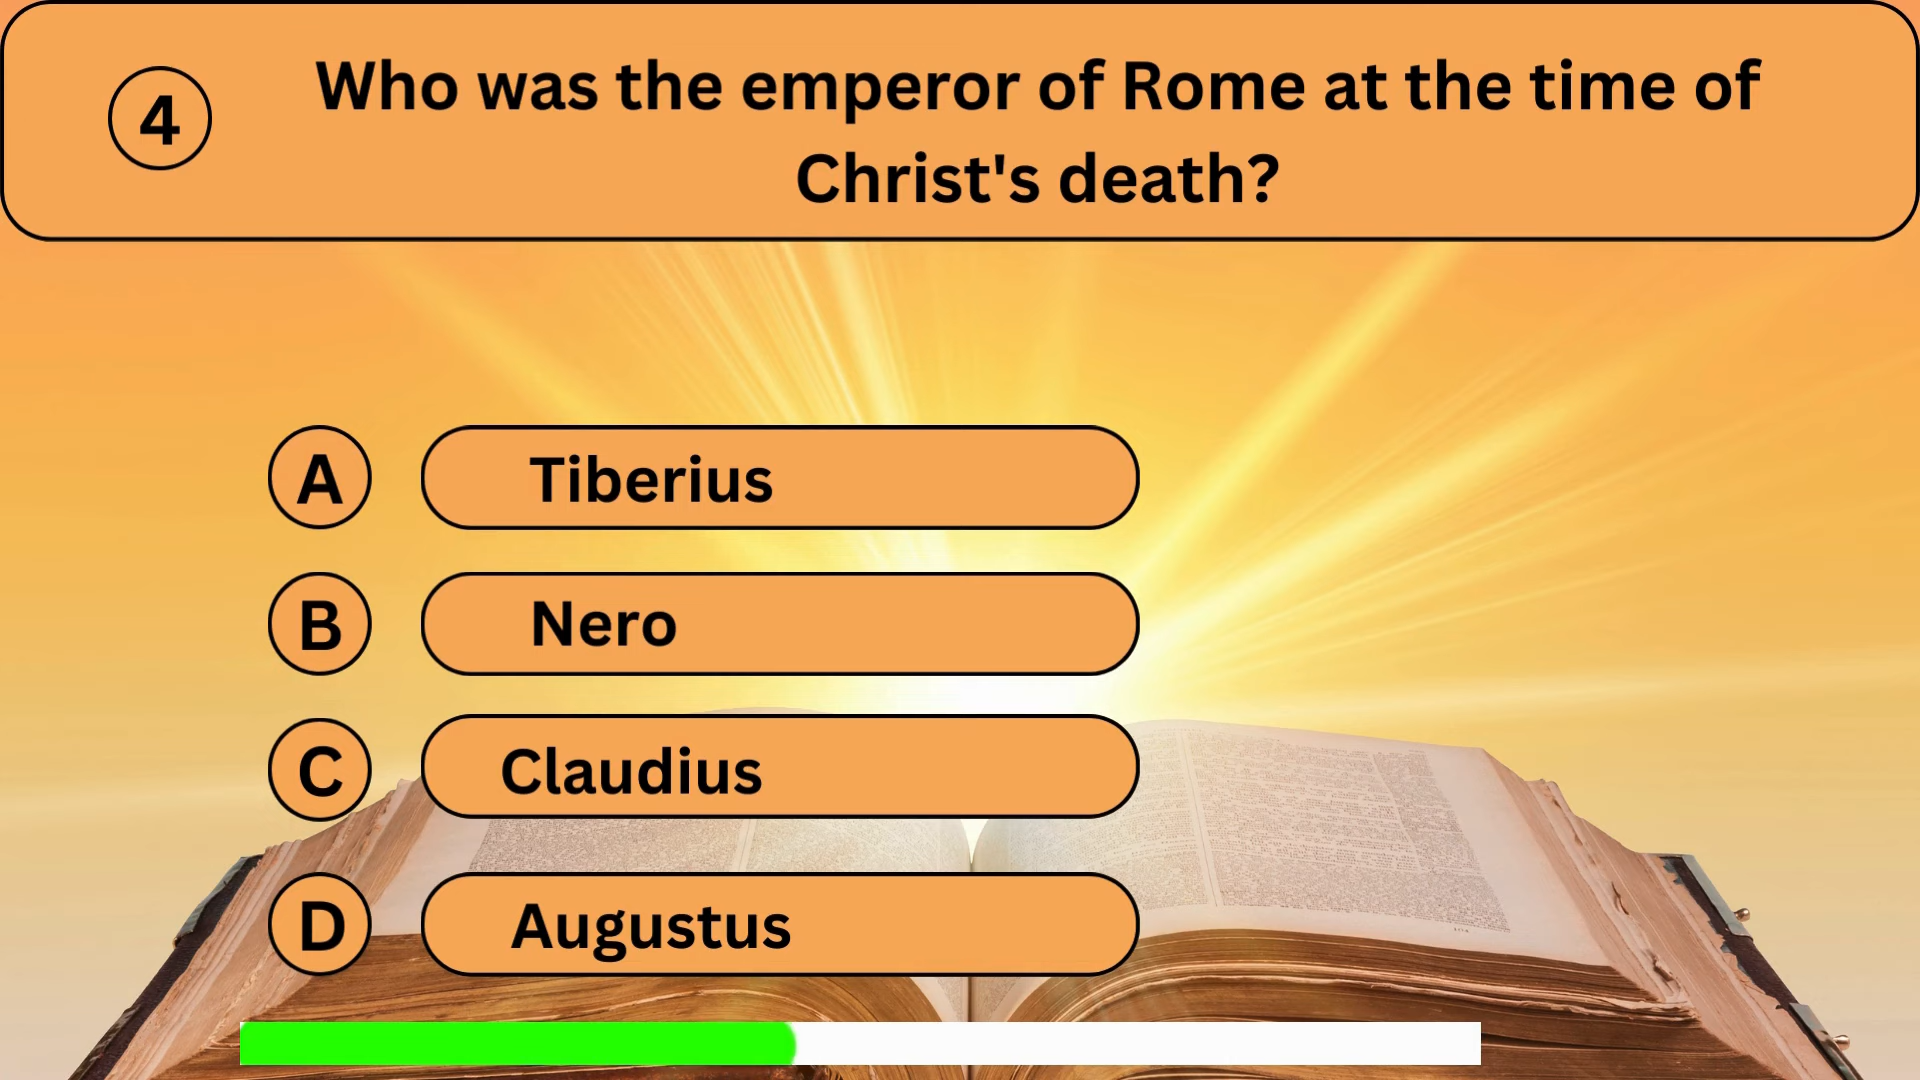 4
Who was the emperor of Rome at the time of
Christ's death?
A Tiberius
B Nero
C Claudius
D Augustus